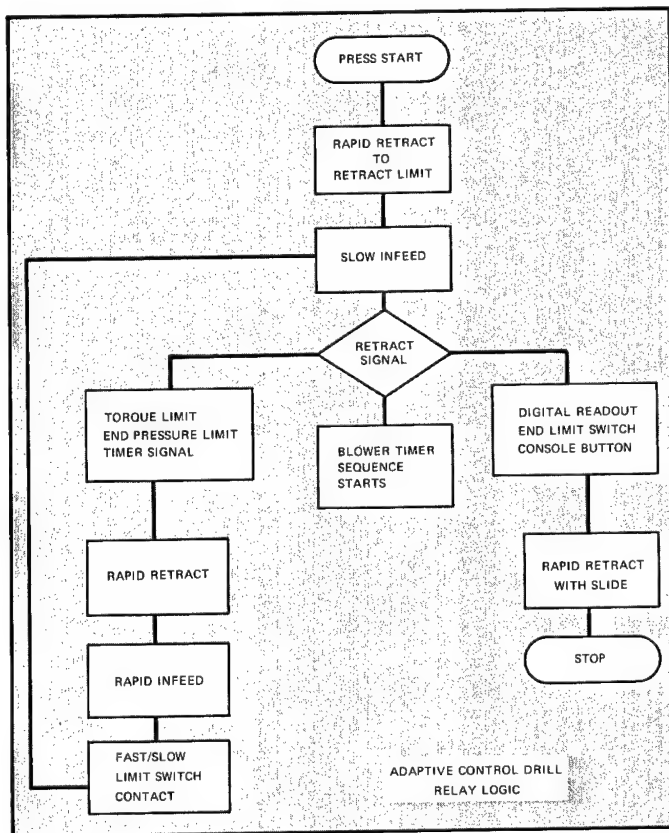 PRESS START
RAPID RETRACT
TO
RETRACT LIMIT
SLOW INFEED
RETRACT
SIGNAL
TORQUE LIMIT
END PRESSURE LIMIT
TIMER SIGNAL
BLOWER TIMER
SEQUENCE
STARTS
DIGITAL READOUT
END LIMIT SWITCH
CONSOLE BUTTON
RAPID RETRACT
RAPID RETRACT
WITH SLIDE
RAPID INFEED
STOP
FAST/SLOW
LIMIT SWITCH
CONTACT
ADAPTIVE CONTROL DRILL
RELAY LOGIC